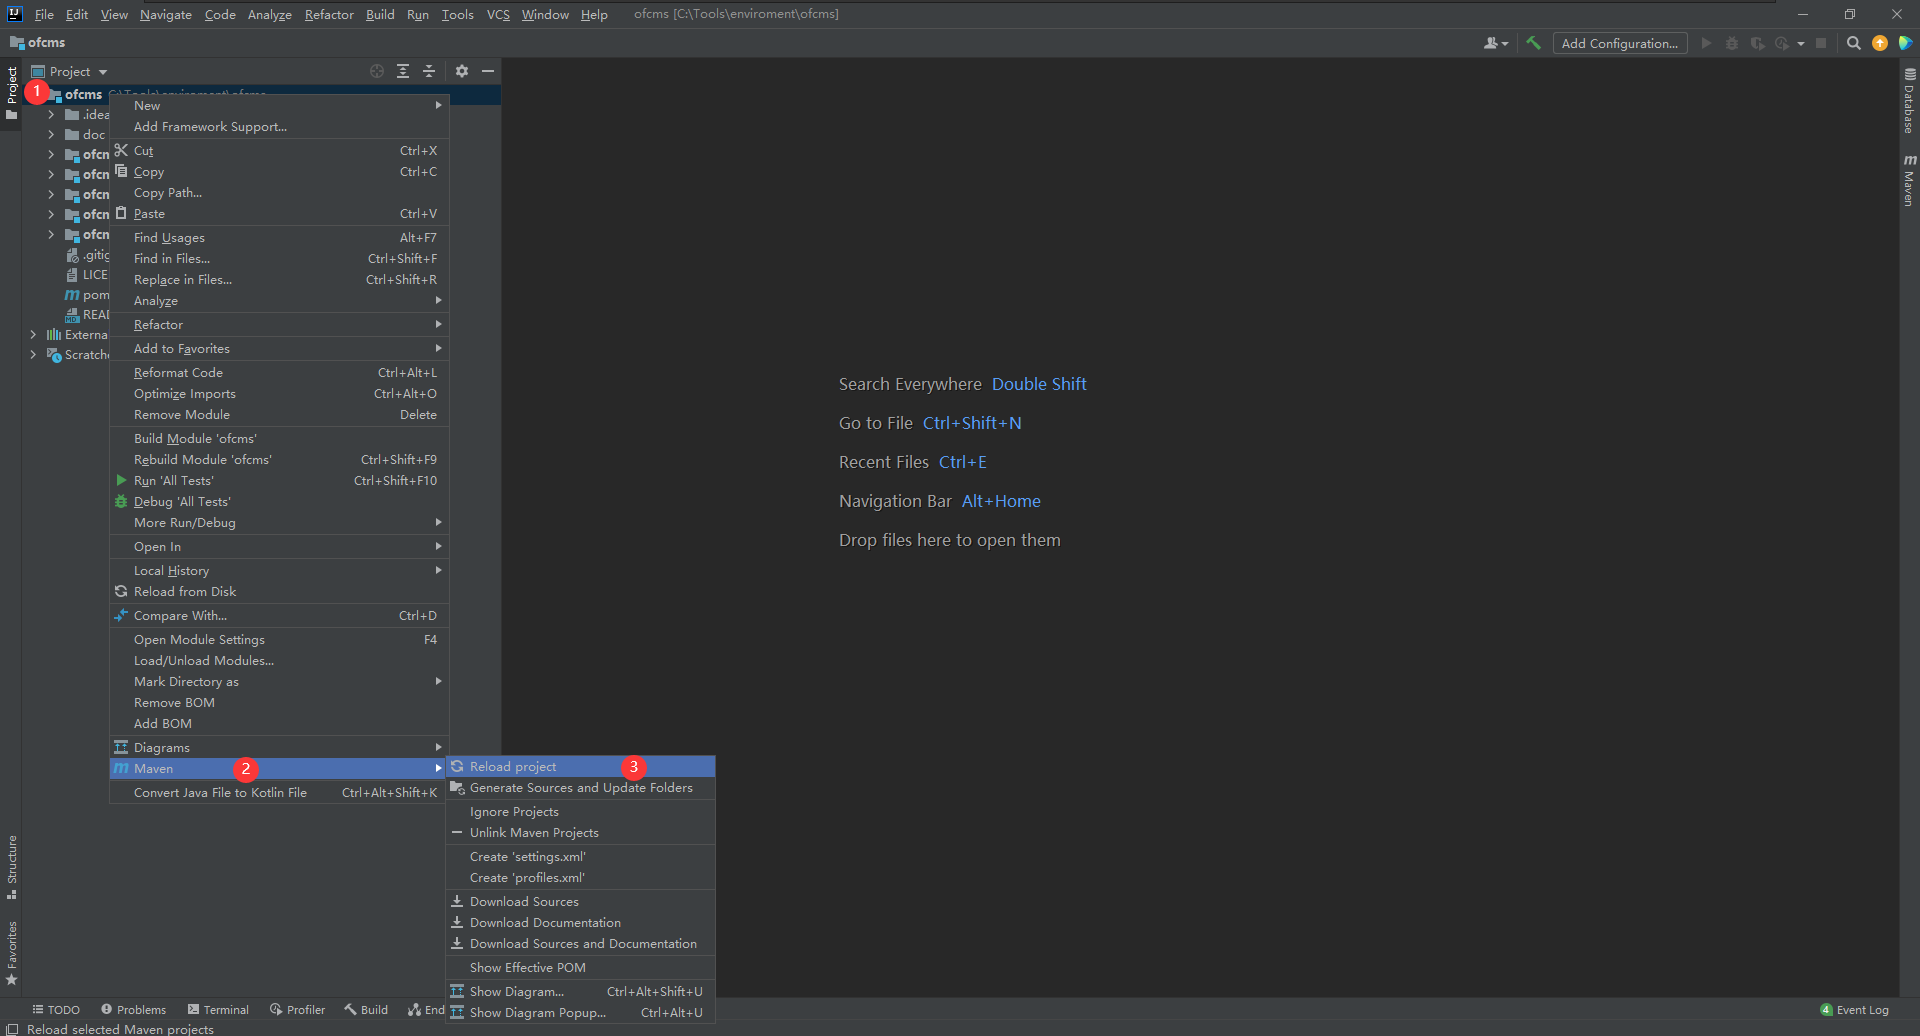 File Edit View Navigate Code Analyze Refactor Build Run Tools VCS Window Help ofcms [C:\Tools\enviroment\ofcms]
ofcms
Add Configuration...
Project
Project
1
ofcms C:\Tools\enviroment\ofcms
.idea
doc
ofcm
ofcm
ofcm
ofcm
ofcm
.gitig
LICE
pom
READ
Externa
Scratche
New
Add Framework Support...
Cut Ctrl+X
Copy Ctrl+C
Copy Path...
Paste Ctrl+V
Find Usages Alt+F7
Find in Files... Ctrl+Shift+F
Replace in Files... Ctrl+Shift+R
Analyze
Refactor
Add to Favorites
Reformat Code Ctrl+Alt+L
Optimize Imports Ctrl+Alt+O
Remove Module Delete
Build Module 'ofcms'
Rebuild Module 'ofcms' Ctrl+Shift+F9
Run 'All Tests' Ctrl+Shift+F10
Debug 'All Tests'
More Run/Debug
Open In
Local History
Reload from Disk
Compare With... Ctrl+D
Open Module Settings F4
Load/Unload Modules...
Mark Directory as
Remove BOM
Add BOM
Diagrams
Maven 2
Convert Java File to Kotlin File Ctrl+Alt+Shift+K
Reload project 3
Generate Sources and Update Folders
Ignore Projects
Unlink Maven Projects
Create 'settings.xml'
Create 'profiles.xml'
Download Sources
Download Documentation
Download Sources and Documentation
Show Effective POM
Show Diagram... Ctrl+Alt+Shift+U
Show Diagram Popup... Ctrl+Alt+U
Search Everywhere Double Shift
Go to File Ctrl+Shift+N
Recent Files Ctrl+E
Navigation Bar Alt+Home
Drop files here to open them
Database
m Maven
Structure
Favorites
TODO Problems Terminal Profiler Build End
4 Event Log
Reload selected Maven projects